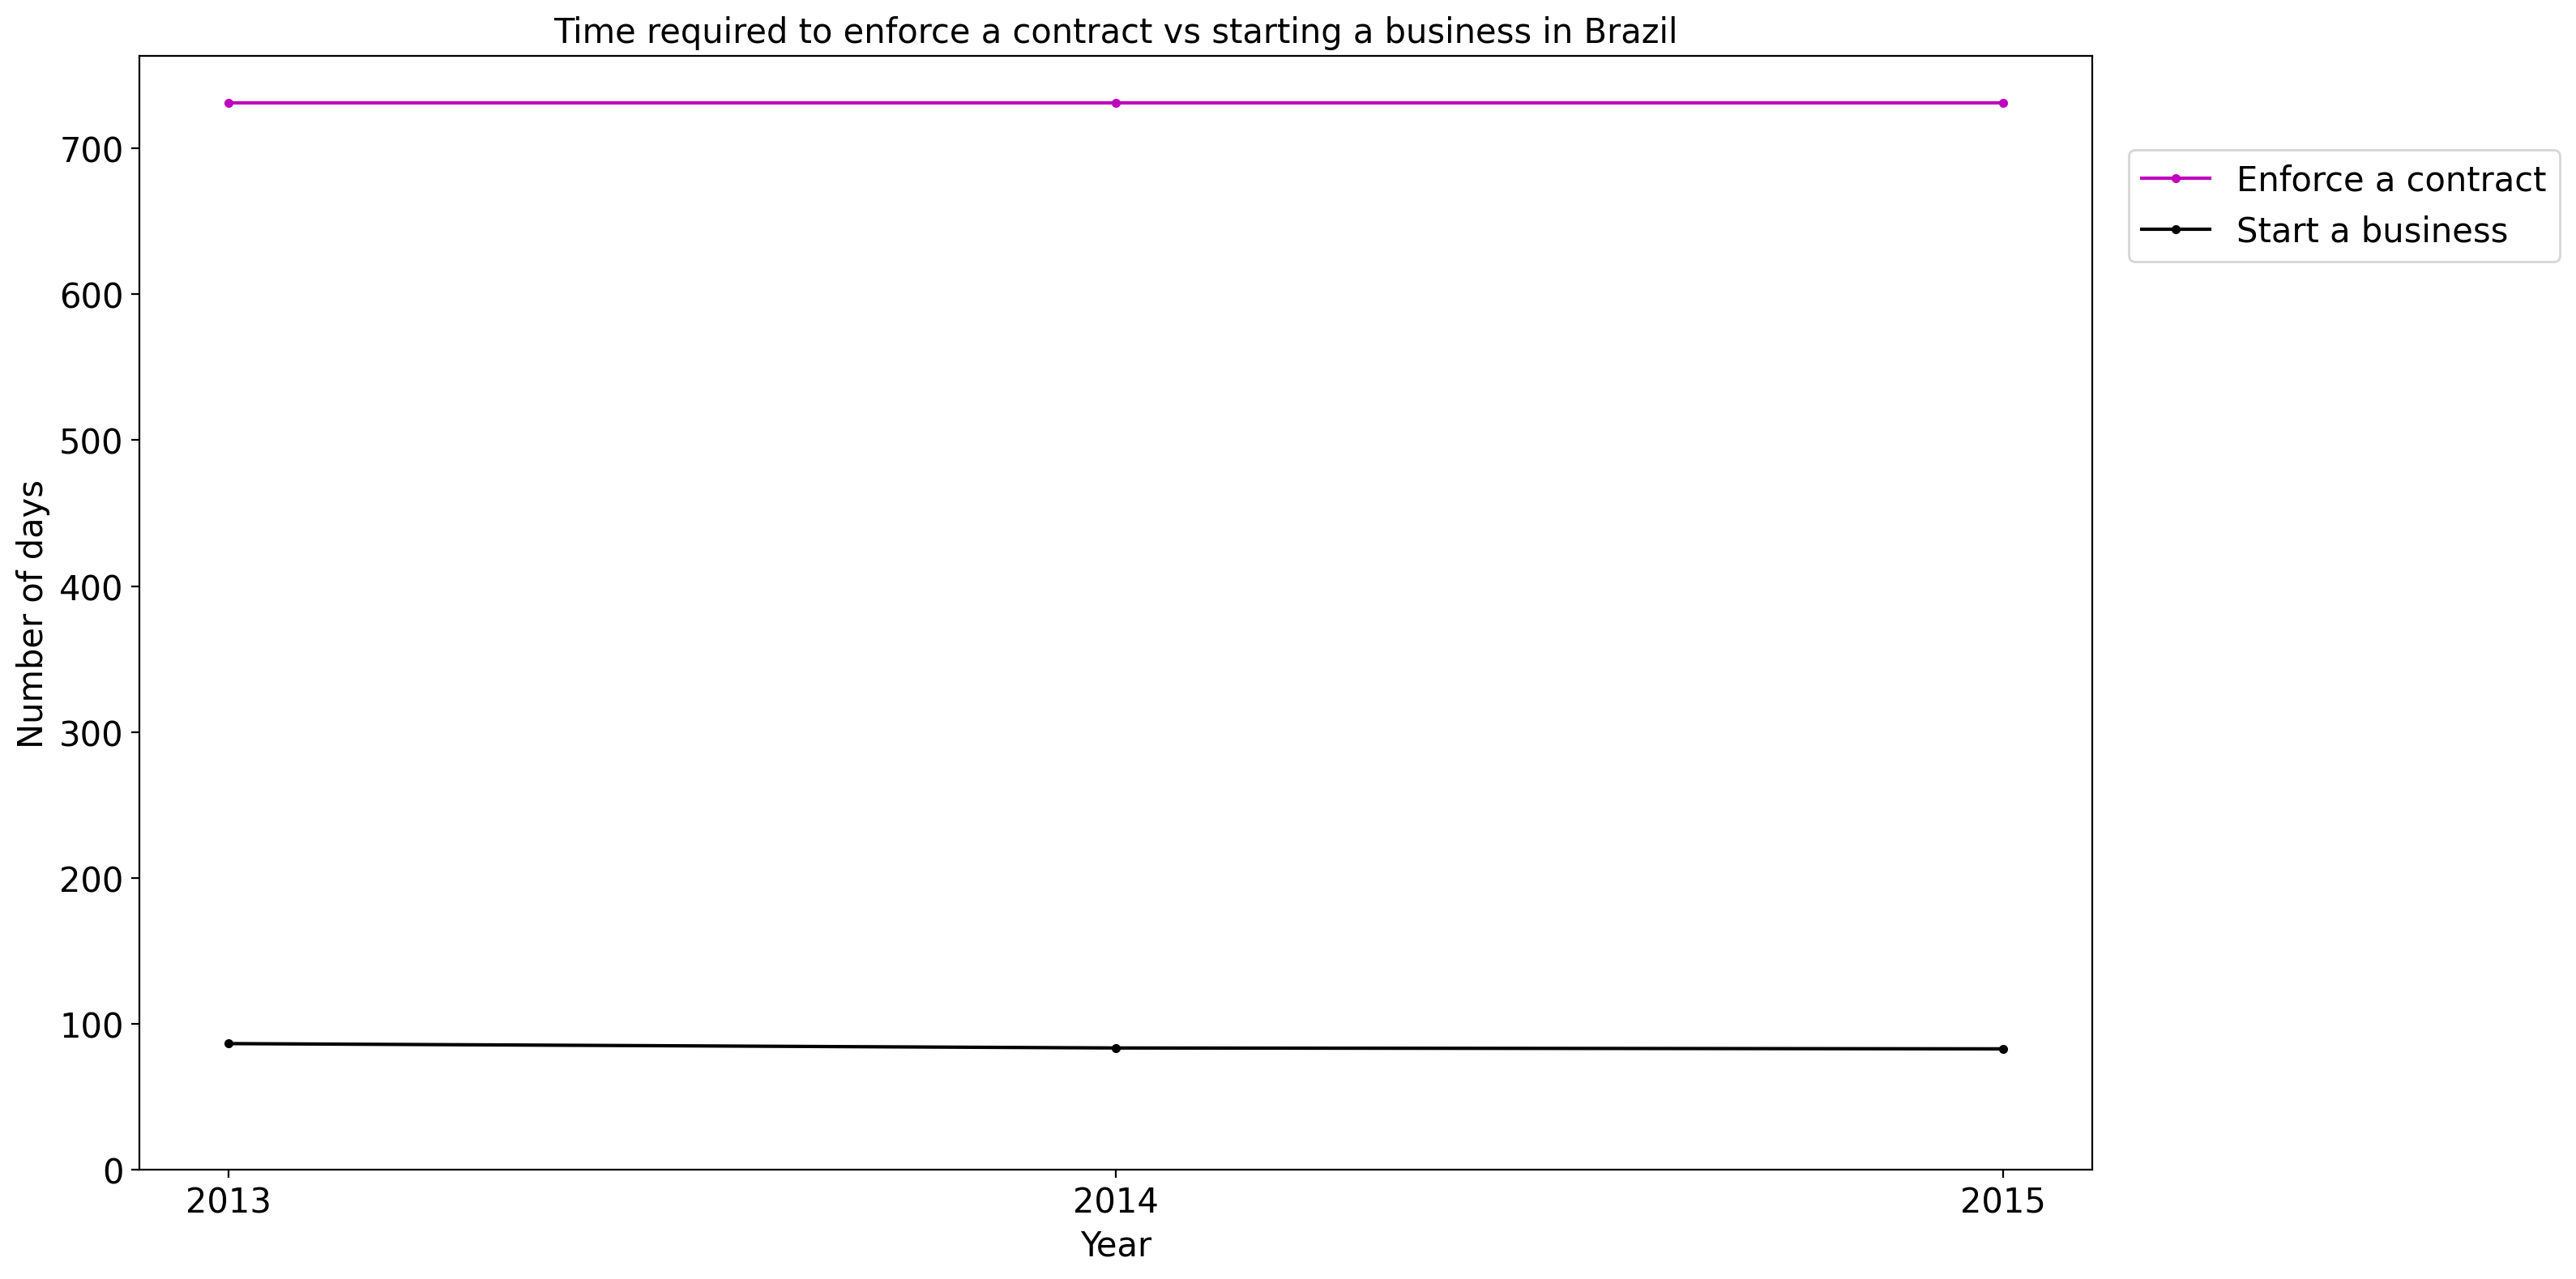 Time required to enforce a contract vs starting a business in Brazil
Number of days
700
600
500
400
300
200
100
0
2013
2014
2015
Year
Enforce a contract
Start a business